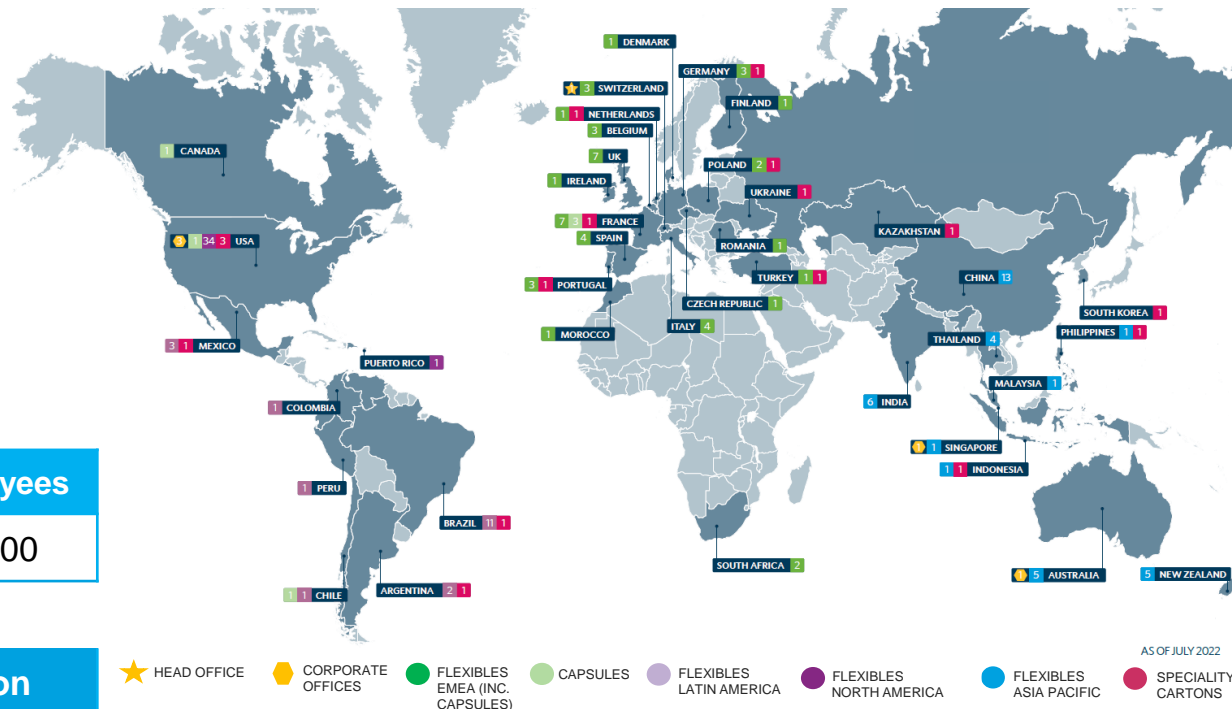 1 DENMARK
GERMANY 3 1
3 SWITZERLAND
FINLAND 1
1 1 NETHERLANDS
3 BELGIUM
1 CANADA
7 UK
POLAND 2 1
1 IRELAND
UKRAINE 1
7 3 1 FRANCE
KAZAKHSTAN 1
3 1 34 3 USA
4 SPAIN
ROMANIA 1
TURKEY 1 1
CHINA 13
3 1 PORTUGAL
CZECH REPUBLIC 1
SOUTH KOREA 1
1 MOROCCO
ITALY 4
PHILIPPINES 1 1
THAILAND 4
3 1 MEXICO
PUERTO RICO 1
MALAYSIA 1
1 COLOMBIA
6 INDIA
1 1 SINGAPORE
1 1 INDONESIA
yees
1 PERU
BRAZIL 11 1
00
SOUTH AFRICA 2
1 5 AUSTRALIA
5 NEW ZEALAND
1 1 CHILE
ARGENTINA 2 1
AS OF JULY 2022
on
HEAD OFFICE
CORPORATE
OFFICES
FLEXIBLES
EMEA (INC.
CAPSULES)
CAPSULES
FLEXIBLES
LATIN AMERICA
FLEXIBLES
NORTH AMERICA
FLEXIBLES
ASIA PACIFIC
SPECIALITY
CARTONS